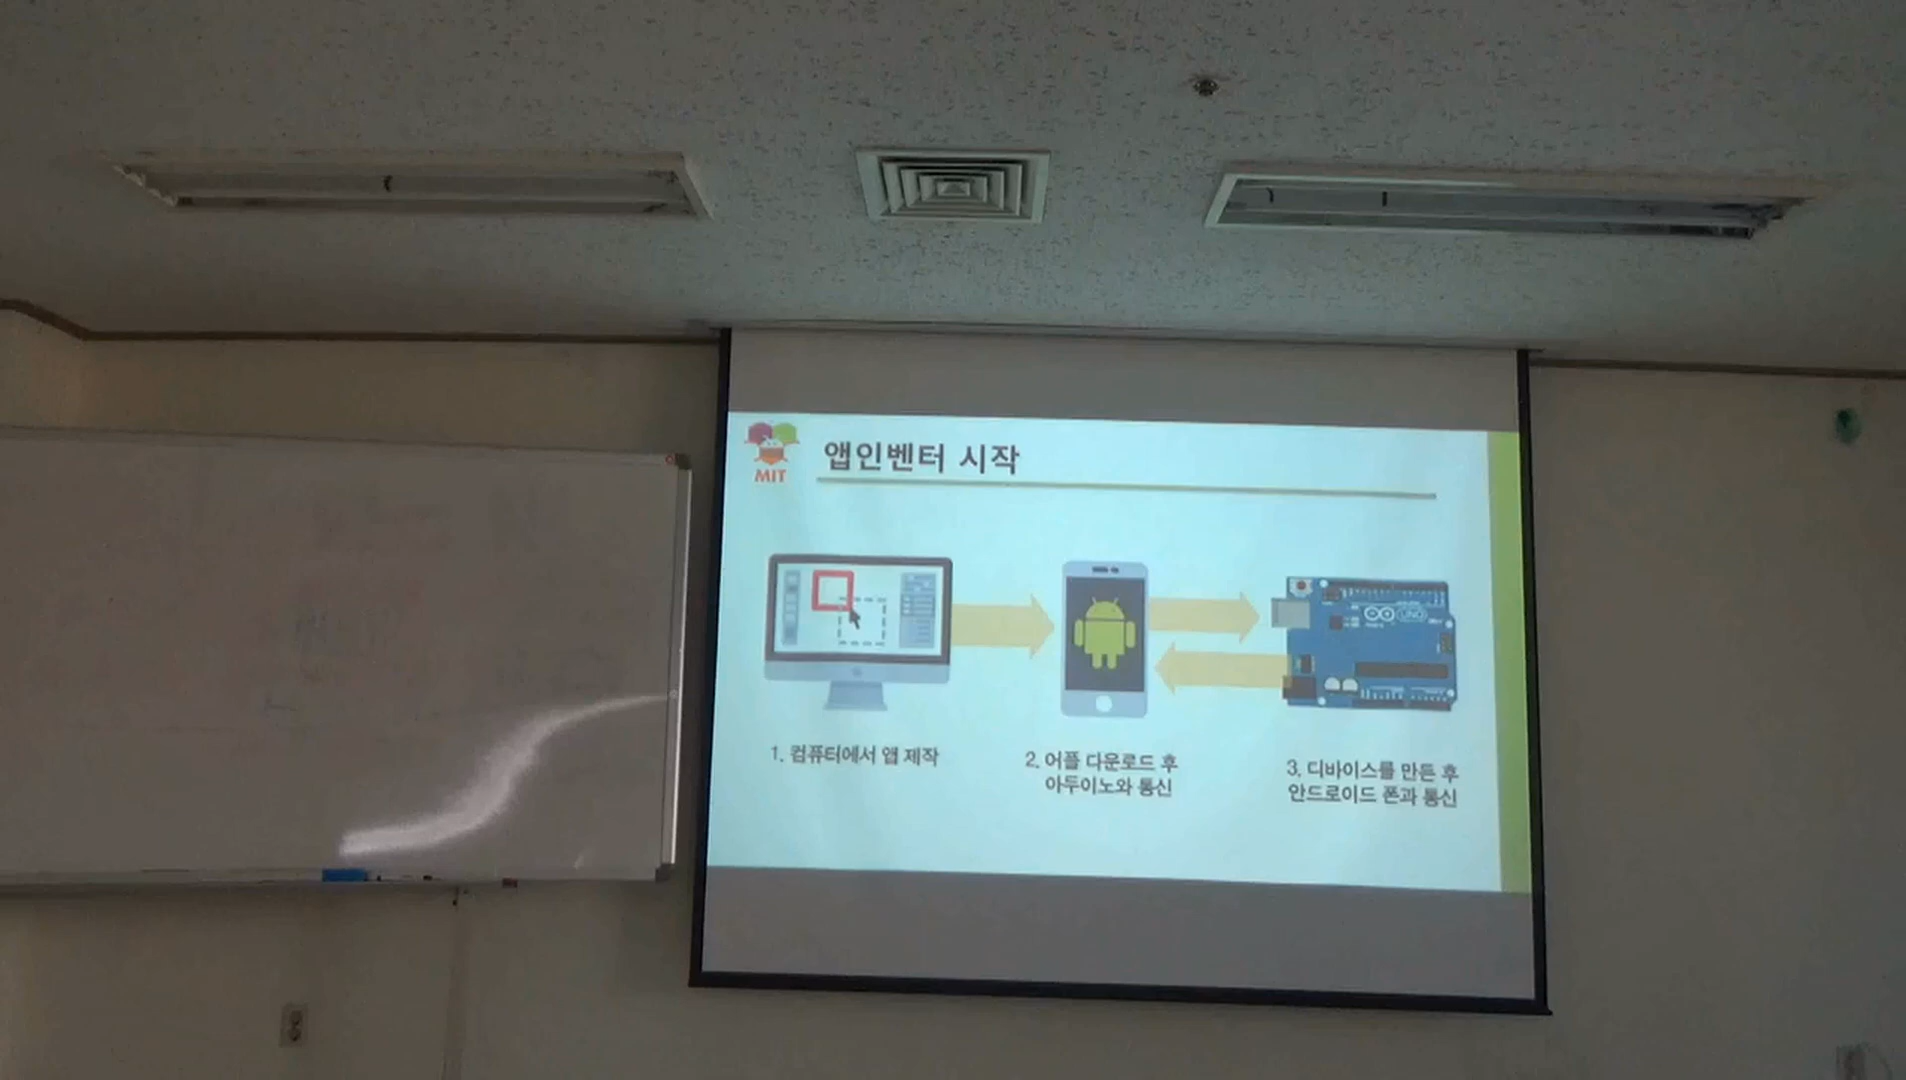 MIT
앱인벤터 시작
UNO
1. 컴퓨터에서 앱 제작
2. 어플 다운로드 후
아두이노와 통신
3. 디바이스를 만든 후
안드로이드 폰과 통신